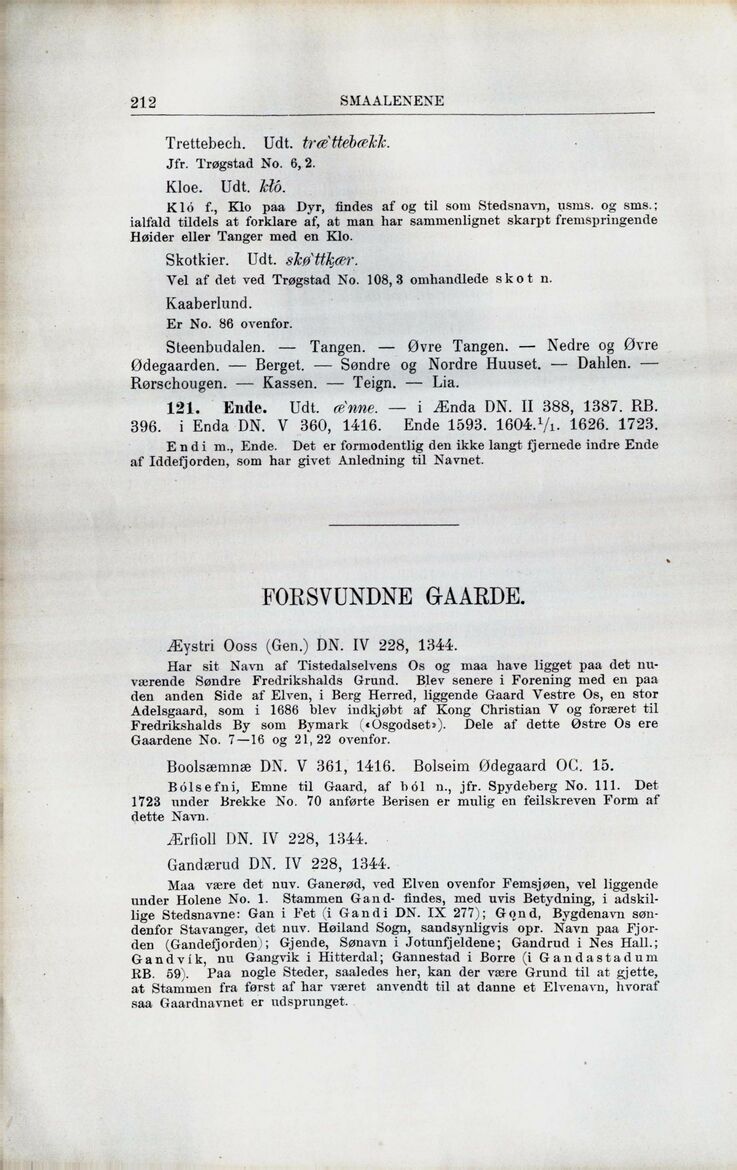 212 SMAALENENE
Trettebech. Udt. træ`ttebækk.
Jfr. Trøgstad No. 6, 2.
Kloe. Udt.
Kló f., Klo paa Dyr, findes af og til som Stedsnavn, usms. og sms.;
ialfald tildels at forklare af, at man har sammenlignet skarpt fremspringende
Høider eller Tanger med en Klo.
Skotkier. Udt.
Vel af det ved Trøgstad No. 108, 3 omhandlede skot n.
Kaaberlund.
Er No. 86 ovenfor.
Steenbudalen. — Tangen. — Øvre Tangen. — Nedre og Øvre
Ødegaarden. — Berget. — Søndre og Nordre Huuset. — Dahlen. —
Rørschougen. — Kassen. — Teign. — Lia.
121. Ende. Udt. æ`nne. — i Ænda DN. II 388, 1387. RB.
396. i Enda DN. V 360, 1416. Ende 1593. 1604.1/1. 1626. 1723.
Endi m., Ende. Det er formodentlig den ikke langt fjernede indre Ende
af Iddefjorden, som har givet Anledning til Navnet.
FORSVUNDNE GAARDE.
Æystri Ooss (Gen.) DN. IV 228, 1344.
Har sit Navn af Tistedalselvens Os og maa have ligget paa det nu-
værende Søndre Fredrikshalds Grund. Blev senere i Forening med en paa
den anden Side af Elven, i Berg Herred, liggende Gaard Vestre Os, en stor
Adelsgaard, som i 1686 blev indkjøbt af Kong Christian V og foræret til
Fredrikshalds By som Bymark («Osgodset»). Dele af dette Østre Os ere
Gaardene No. 7—16 og 21, 22 ovenfor.
Boolsæmnæ DN. V 361, 1416. Bolseim Ødegaard OC. 15.
Bólsefni, Emne til Gaard, af ból n., jfr. Spydeberg No. 111. Det
1723 under Brekke No. 70 anførte Berisen er mulig en feilskreven Form af
dette Navn.
Ærfioll DN. IV 228, 1344.
Gandærud DN. IV 228, 1344.
Maa være det nuv. Ganerød, ved Elven ovenfor Femsjøen, vel liggende
under Holene No. 1. Stammen Gand- findes, med uvis Betydning, i adskil-
lige Stedsnavne: Gan i Fet (i Gandi DN. IX 277); Gǫnd, Bygdenavn søn-
denfor Stavanger, det nuv. Høiland Sogn, sandsynligvis opr. Navn paa Fjor-
den (Gandefjorden); Gjende, Sønavn i Jotunfjeldene; Gandrud i Nes Hall.;
Gandvík, nu Gangvik i Hitterdal; Gannestad i Borre (i Gandastadum
RB. 59). Paa nogle Steder, saaledes her, kan der være Grund til at gjette,
at Stammen fra først af har været anvendt til at danne et Elvenavn, hvoraf
saa Gaardnavnet er udsprunget.